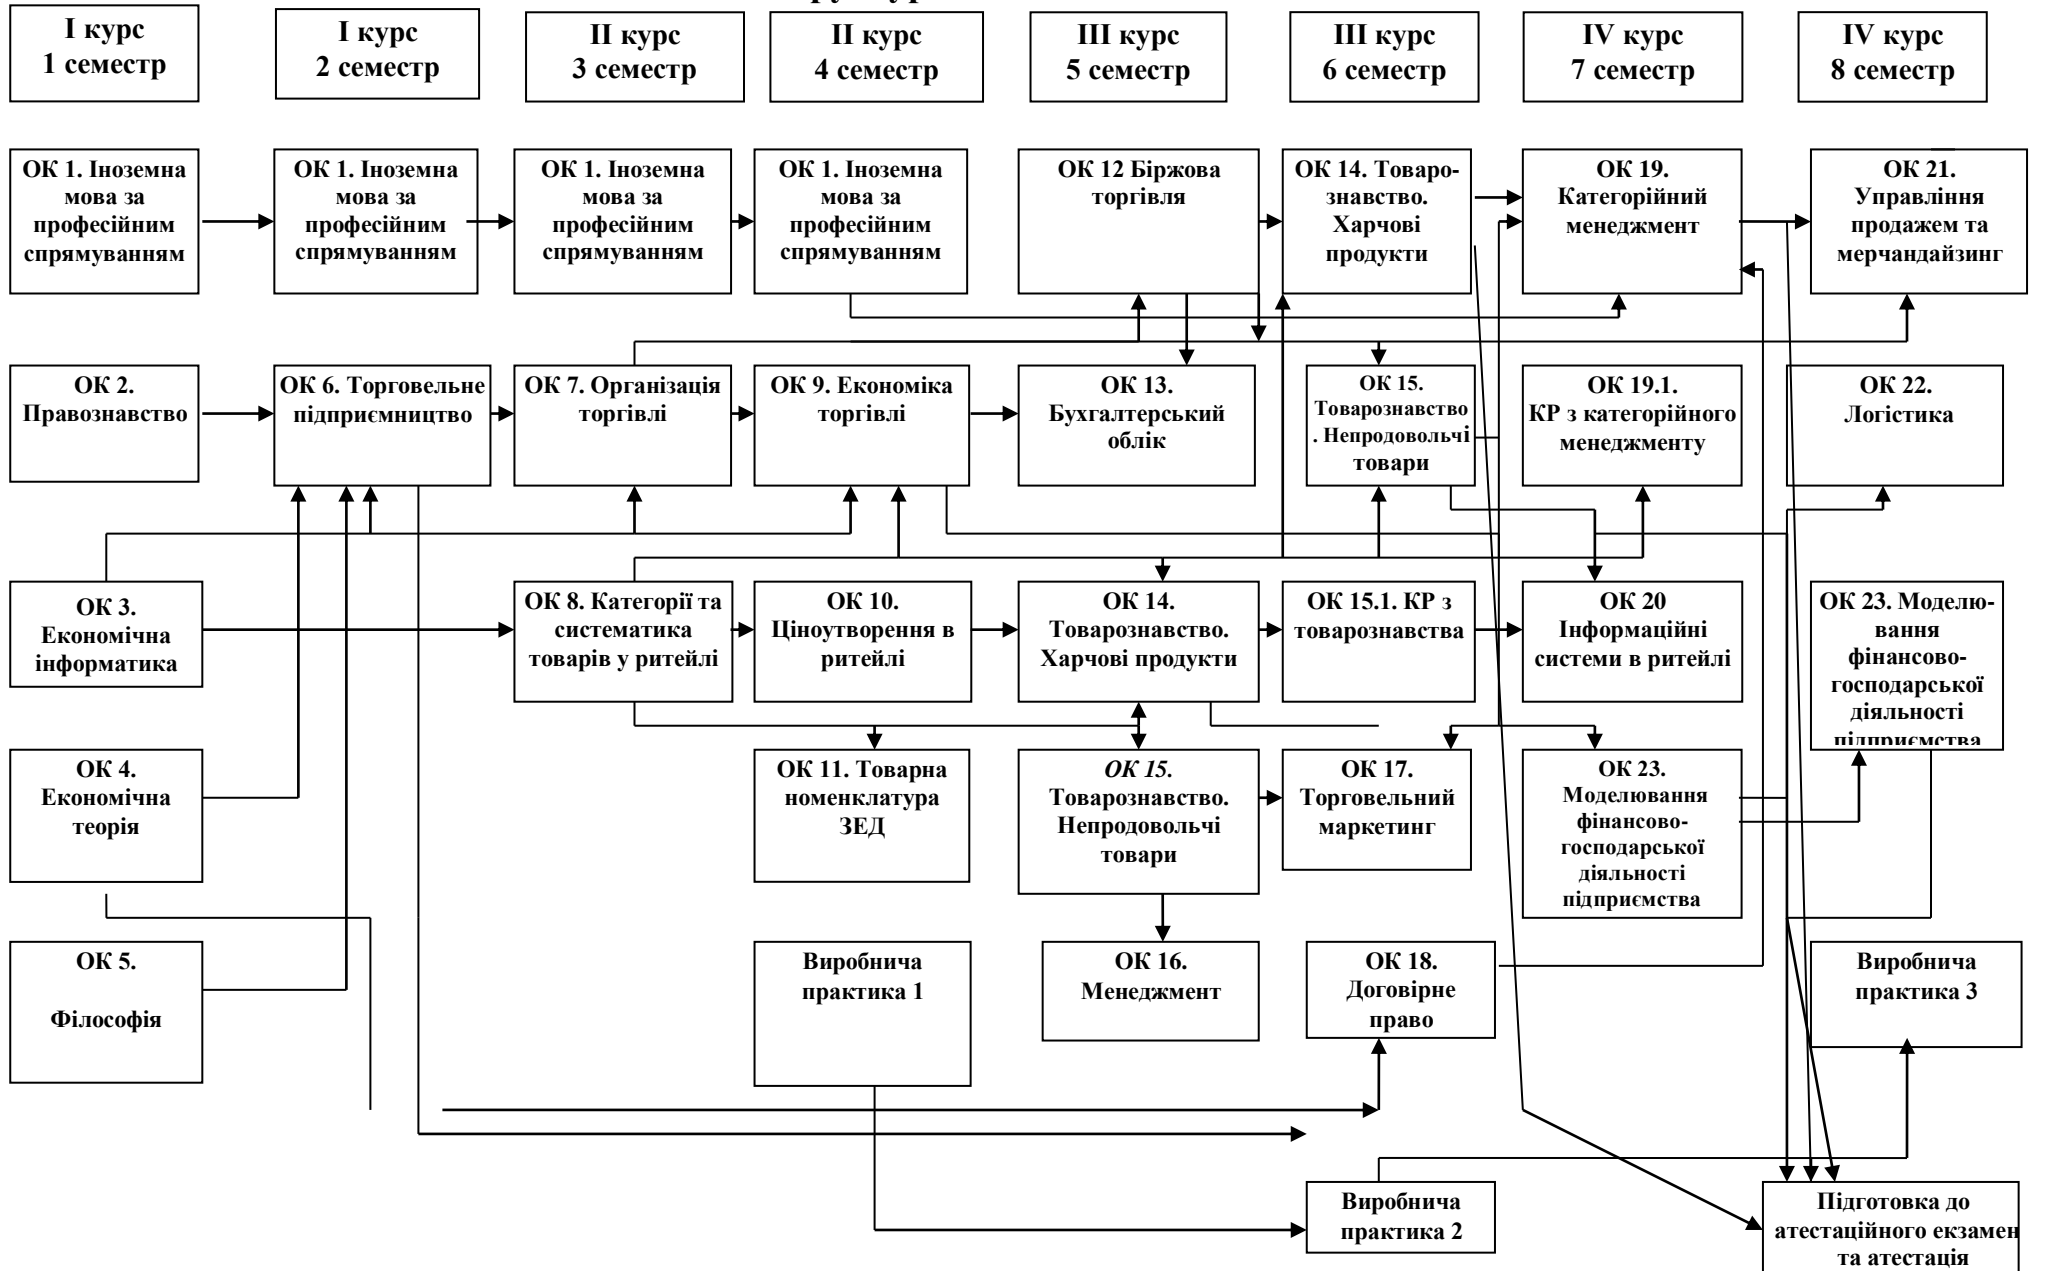 І курс
1 семестр
І курс
2 семестр
ІІ курс
3 семестр
ІІ курс
4 семестр
ІІІ курс
5 семестр
ІІІ курс
6 семестр
IV курс
7 семестр
IV курс
8 семестр
ОК 1. Іноземна
мова за
професійним
спрямуванням
ОК 1. Іноземна
мова за
професійним
спрямуванням
ОК 1. Іноземна
мова за
професійним
спрямуванням
ОК 1. Іноземна
мова за
професійним
спрямуванням
ОК 12 Біржова
торгівля
ОК 14. Товаро-
знавство.
Харчові
продукти
ОК 19.
Категорійний
менеджмент
ОК 21.
Управління
продажем та
мерчандайзинг
ОК 2.
Правознавство
ОК 6. Торговельне
підприємництво
ОК 7. Організація
торгівлі
ОК 9. Економіка
торгівлі
ОК 13.
Бухгалтерський
облік
ОК 15.
Товарознавство
. Непродовольчі
товари
ОК 19.1.
КР з категорійного
менеджменту
ОК 22.
Логістика
ОК 3.
Економічна
інформатика
ОК 8. Категорії та
систематика
товарів у ритейлі
ОК 10.
Ціноутворення в
ритейлі
ОК 14.
Товарознавство.
Харчові продукти
ОК 15.1. КР з
товарознавства
ОК 20
Інформаційні
системи в ритейлі
ОК 23. Моделю-
вання
фінансово-
господарської
діяльності
підприємства
ОК 4.
Економічна
теорія
ОК 11. Товарна
номенклатура
ЗЕД
ОК 15.
Товарознавство.
Непродовольчі
товари
ОК 17.
Торговельний
маркетинг
ОК 23.
Моделювання
фінансово-
господарської
діяльності
підприємства
ОК 5.
Філософія
Виробнича
практика 1
ОК 16.
Менеджмент
ОК 18.
Договірне
право
Виробнича
практика 3
Виробнича
практика 2
Підготовка до
атестаційного екзамен
та атестація